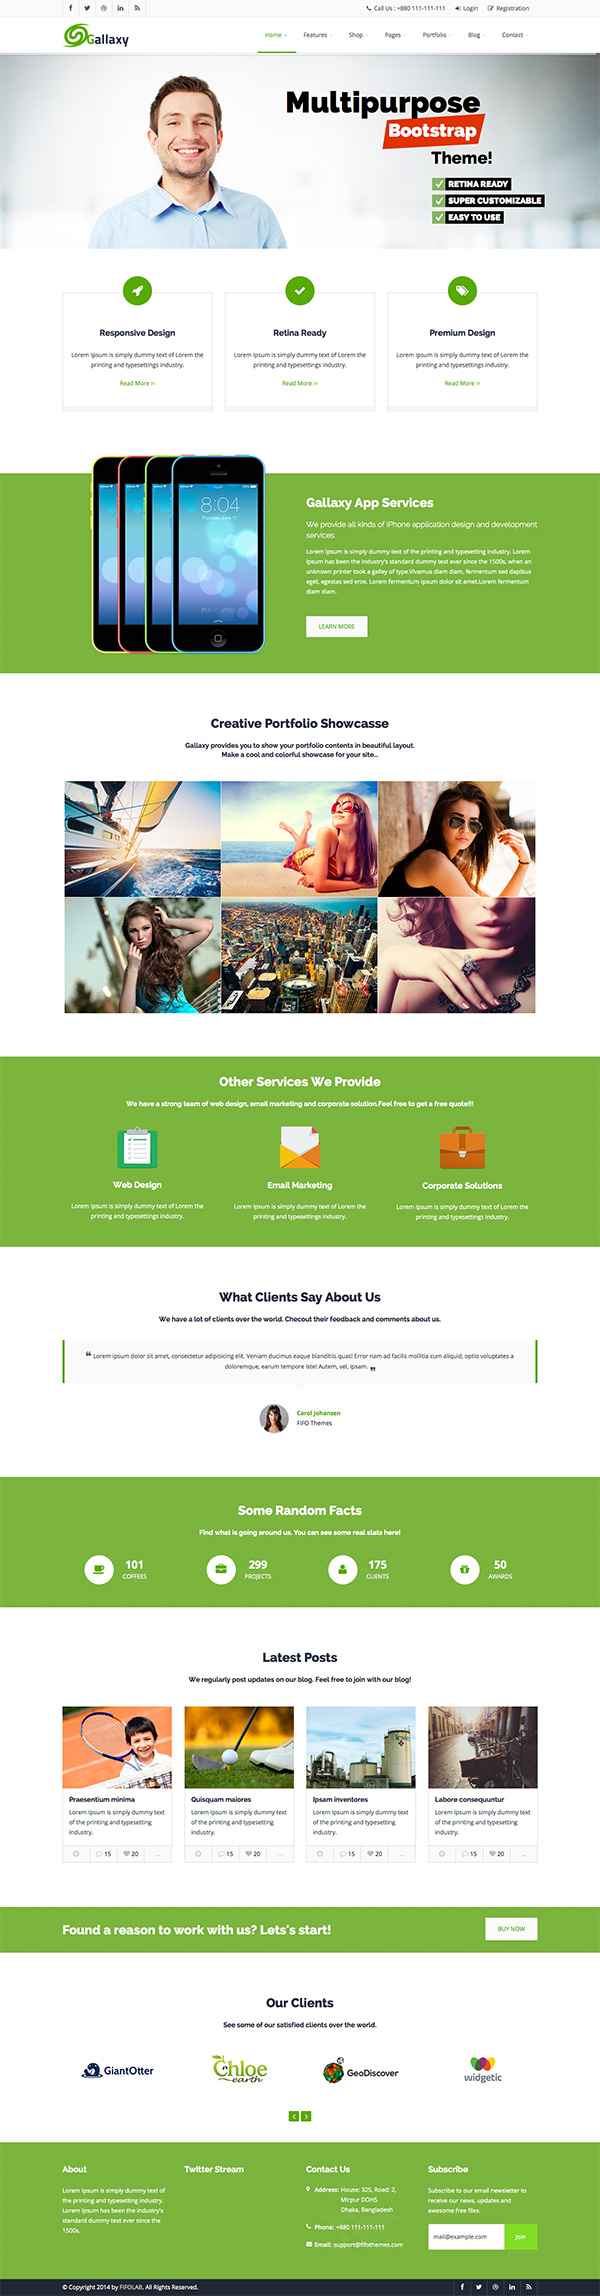 Call Us : +880 111-111-111 Login Registration
Gallaxy
Home Features Shop Pages Portfolio Blog Contact
Multipurpose
Bootstrap
Theme!
RETINA READY
SUPER CUSTOMIZABLE
EASY TO USE
Responsive Design
Lorem Ipsum is simply dummy text of Lorem the
printing and typesettings industry.
Read More »
Retina Ready
Lorem Ipsum is simply dummy text of Lorem the
printing and typesettings industry.
Read More »
Premium Design
Lorem Ipsum is simply dummy text of Lorem the
printing and typesettings industry.
Read More »
8:04
Thursday, June 11
Gallaxy App Services
We provide all kinds of iPhone application design and development
services.
Lorem Ipsum is simply dummy text of the printing and typesetting industry. Lorem
Ipsum has been the industry's standard dummy text ever since the 1500s, when an
unknown printer took a galley of type.Vivamus diam diam, fermentum sed dapibus
eget, egestas sed eros. Lorem fermentum ipsum dolor sit amet.Lorem fermentum
diam diam.
LEARN MORE
Creative Portfolio Showcasse
Gallaxy provides you to show your portfolio contents in beautiful layout.
Make a cool and colorful showcase for your site...
Other Services We Provide
We have a strong team of web design, email marketing and corporate solution.Feel free to get a free quote!!!
Web Design
Lorem Ipsum is simply dummy text of Lorem the
printing and typesettings industry.
Email Marketing
Lorem Ipsum is simply dummy text of Lorem the
printing and typesettings industry.
Corporate Solutions
Lorem Ipsum is simply dummy text of Lorem the
printing and typesettings industry.
What Clients Say About Us
We have a lot of clients over the world. Checout their feedback and comments about us.
“ Lorem ipsum dolor sit amet, consectetur adipisicing elit. Veniam ducimus eaque blanditiis quas! Error nam ad facilis mollitia cum aliquid, optio voluptates a
doloremque, earum tempore iste! Autem, vel, ipsam. ”
Carol Johansen
FIFO Themes
Some Random Facts
Find what is going around us. You can see some real stats here!
101
COFFEES
299
PROJECTS
175
CLIENTS
50
AWARDS
Latest Posts
We regularly post updates on our blog. Feel free to join with our blog!
Praesentium minima
Lorem Ipsum is simply dummy text
of the printing and typesetting
industry.
15 20 ...
Quisquam maiores
Lorem Ipsum is simply dummy text
of the printing and typesetting
industry.
15 20 ...
Ipsam inventores
Lorem Ipsum is simply dummy text
of the printing and typesetting
industry.
15 20 ...
Labore consequuntur
Lorem Ipsum is simply dummy text
of the printing and typesetting
industry.
15 20 ...
Found a reason to work with us? Lets's start!
BUY NOW
Our Clients
See some of our satisfied clients over the world.
GiantOtter
Chloe
earth
GeoDiscover
widgetic
About
Lorem Ipsum is simply dummy text of
the printing and typesetting industry.
Lorem Ipsum has been the industry's
standard dummy text ever since the
1500s.
Twitter Stream
Contact Us
Address: House: 325, Road: 2,
Mirpur DOHS
Dhaka, Bangladesh
Phone: +880 111-111-111
Email: support@fifothemes.com
Subscribe
Subscribe to our email newsletter to
receive our news, updates and
awesome free files.
mail@example.com
Join
© Copyright 2014 by FIFOLAB. All Rights Reserved.